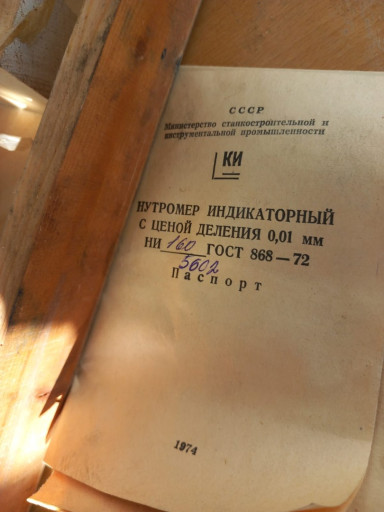 СССР
Министерство станкостроительной и
инструментальной промышленности
КИ
НУТРОМЕР ИНДИКАТОРНЫЙ
С ЦЕНОЙ ДЕЛЕНИЯ 0,01 мм
НИ 160 ГОСТ 868—72
5602
Паспорт
1974